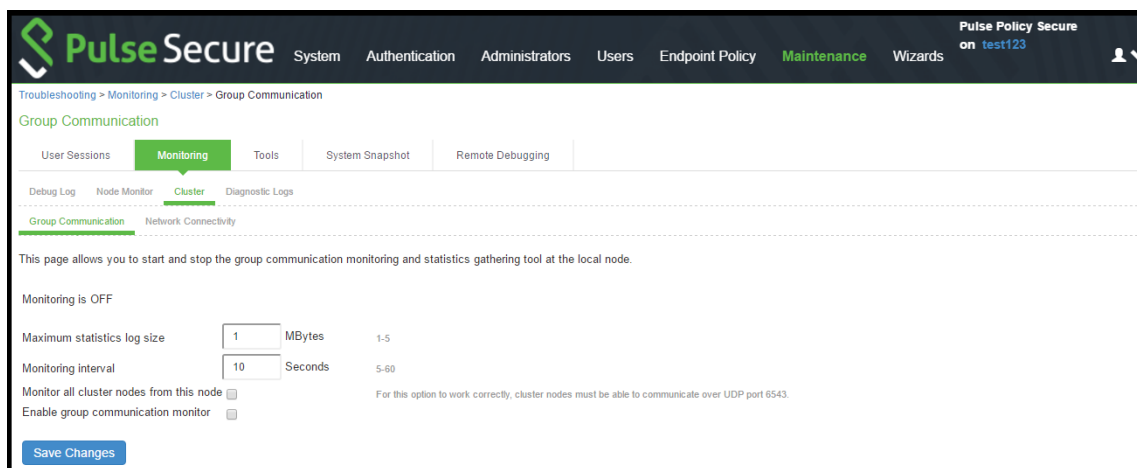 Pulse Secure
System Authentication Administrators Users Endpoint Policy Maintenance Wizards
Pulse Policy Secure
on test123
Troubleshooting > Monitoring > Cluster > Group Communication
Group Communication
User Sessions Monitoring Tools System Snapshot Remote Debugging
Debug Log Node Monitor Cluster Diagnostic Logs
Group Communication Network Connectivity
This page allows you to start and stop the group communication monitoring and statistics gathering tool at the local node.
Monitoring is OFF
Maximum statistics log size 1 MBytes 1-5
Monitoring interval 10 Seconds 5-60
Monitor all cluster nodes from this node For this option to work correctly, cluster nodes must be able to communicate over UDP port 6543.
Enable group communication monitor
Save Changes